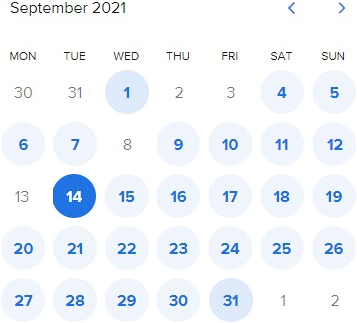 September 2021
MON TUE WED THU FRI SAT SUN
30 31 1 2 3 4 5
6 7 8 9 10 11 12
13 14 15 16 17 18 19
20 21 22 23 24 25 26
27 28 29 30 31 1 2